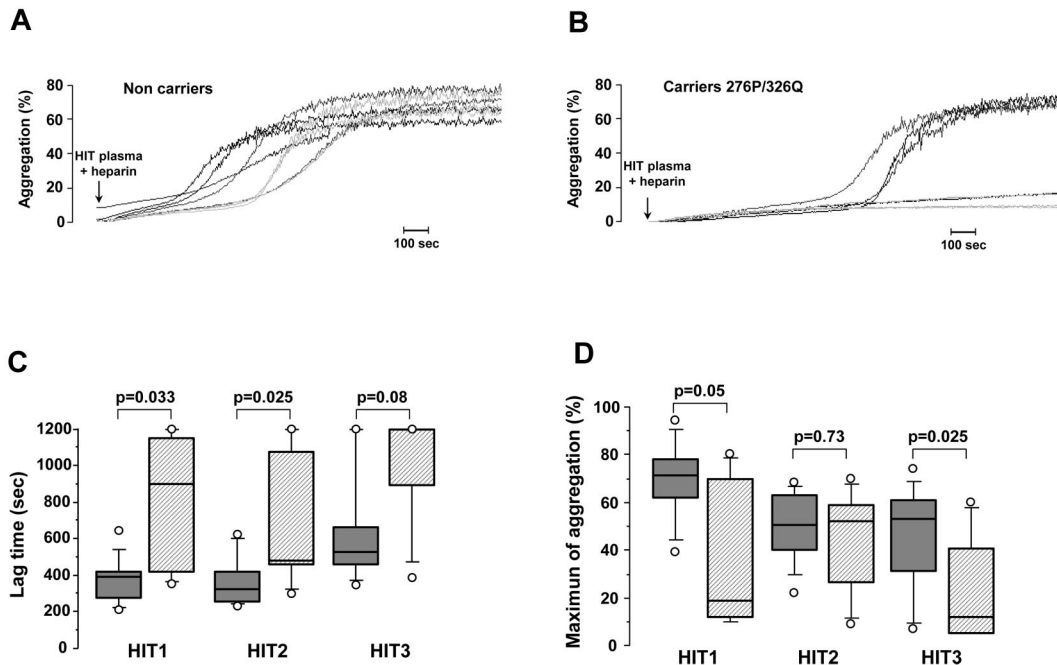 A
Non carriers
Aggregation (%)
80
60
40
20
0
HIT plasma
+ heparin
100 sec
B
Carriers 276P/326Q
Aggregation (%)
80
60
40
20
0
HIT plasma
+ heparin
100 sec
C
p=0.033
p=0.025
p=0.08
Lag time (sec)
1200
1000
800
600
400
200
0
HIT1
HIT2
HIT3
D
p=0.05
p=0.73
p=0.025
Maximun of aggregation (%)
100
80
60
40
20
0
HIT1
HIT2
HIT3